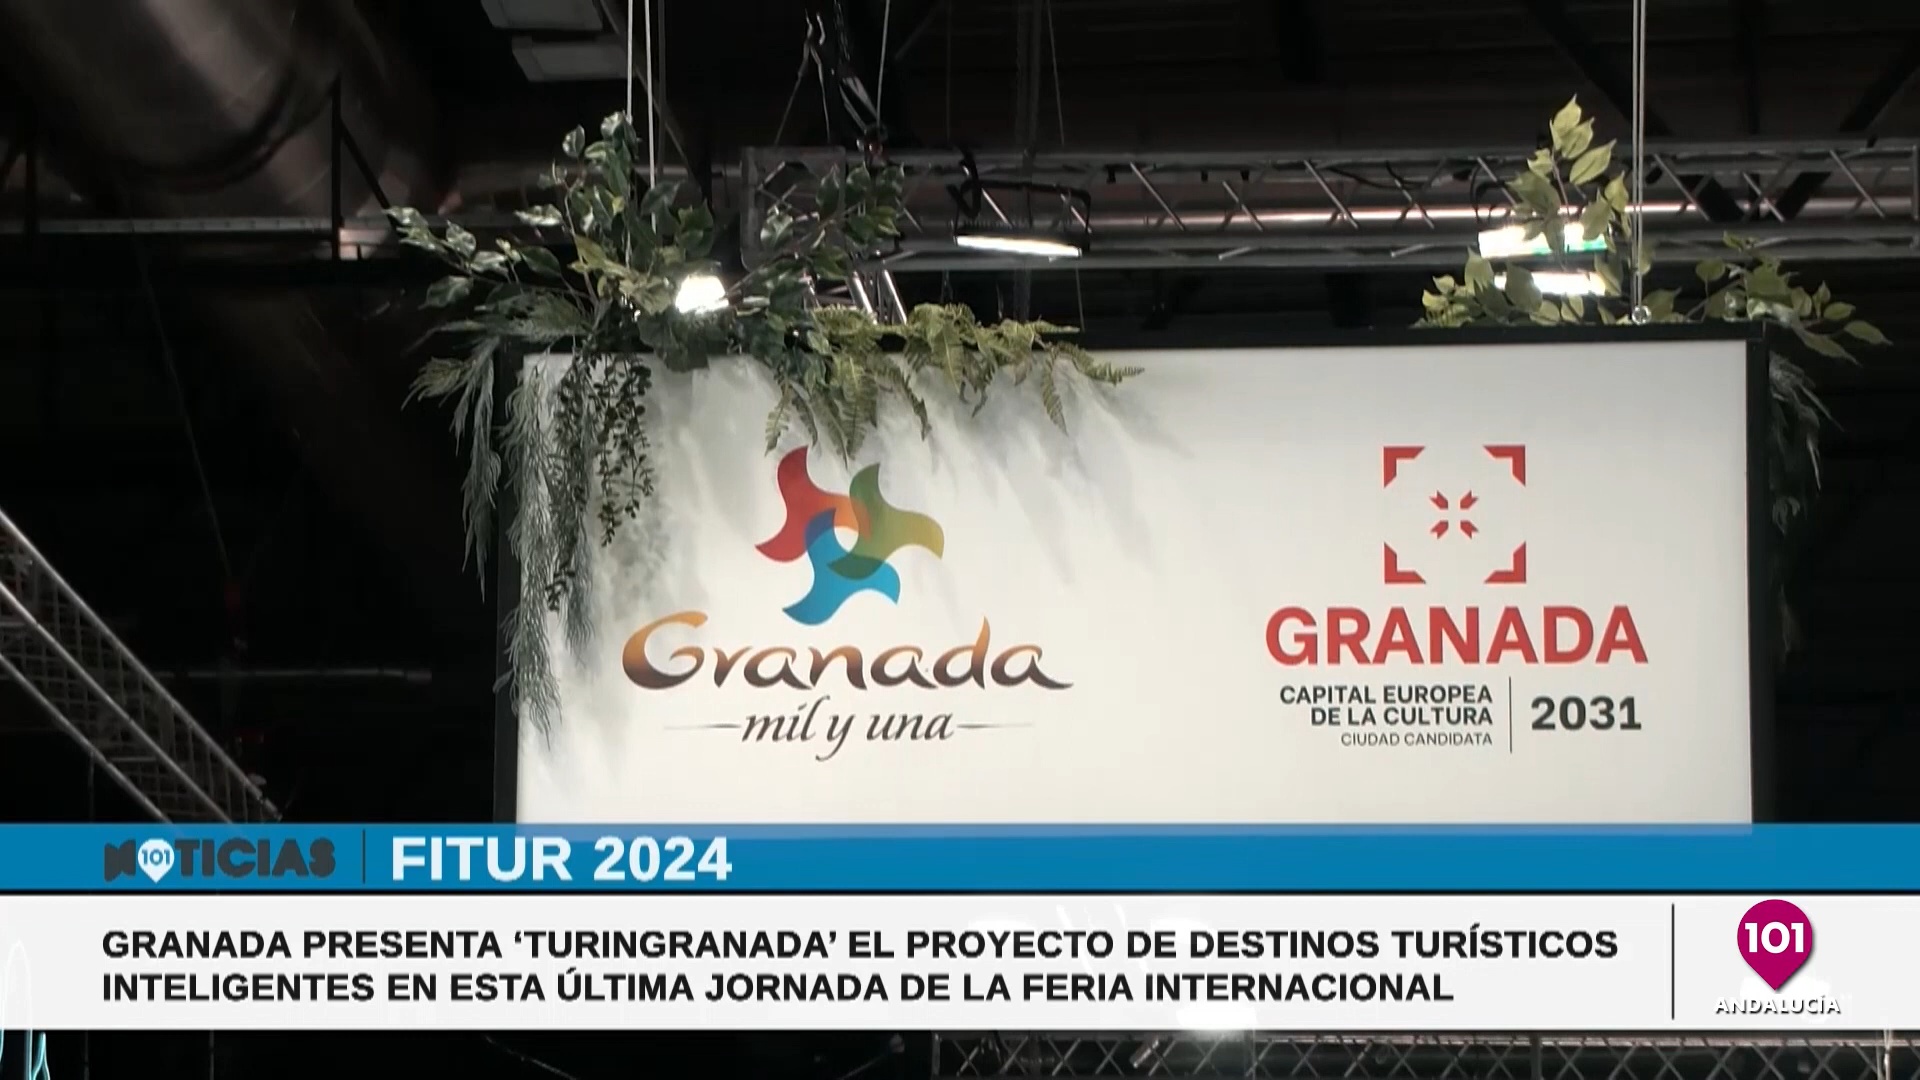 Granada
mil y una
GRANADA
CAPITAL EUROPEA
DE LA CULTURA
CIUDAD CANDIDATA
2031
NOTICIAS
101
FITUR 2024
GRANADA PRESENTA ‘TURINGRANADA’ EL PROYECTO DE DESTINOS TURÍSTICOS
INTELIGENTES EN ESTA ÚLTIMA JORNADA DE LA FERIA INTERNACIONAL
101
ANDALUCÍA